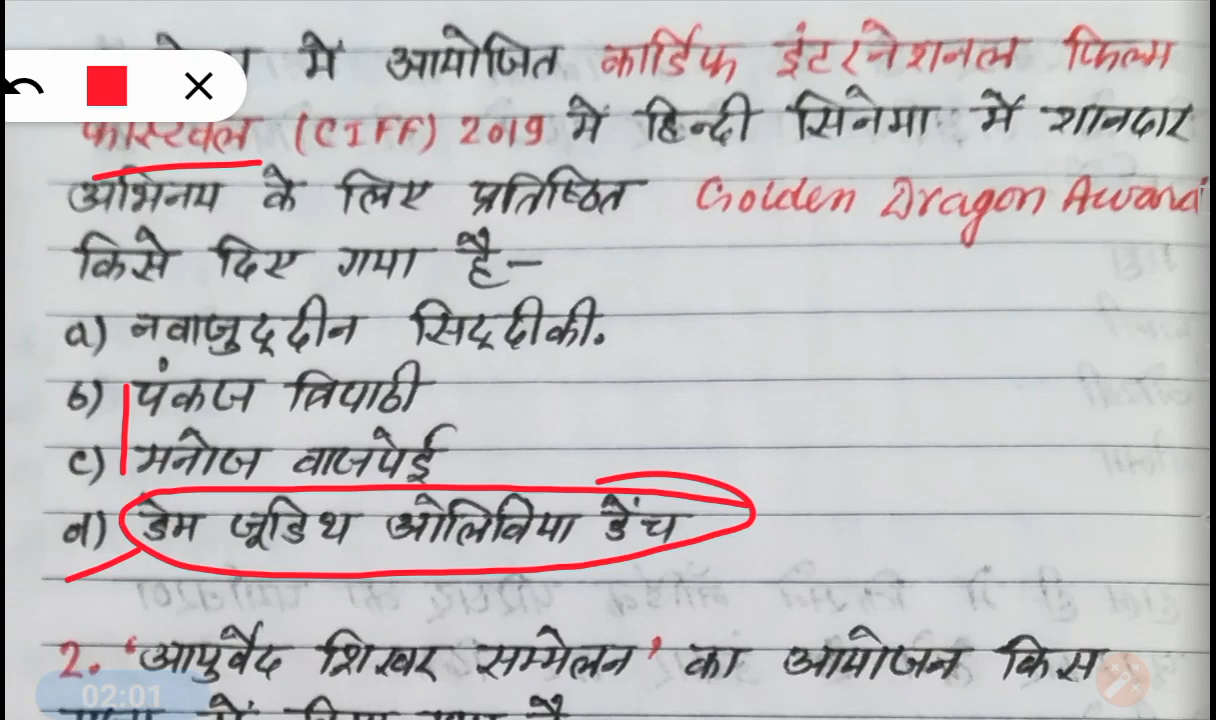 में आयोजित कार्डिफ इंटरनेशनल फिल्म
फेस्टिवल (CIFF) 2019 में हिन्दी सिनेमा में शानदार
अभिनय के लिए प्रतिष्ठित Golden Dragon Award
किसे दिए गया है-
a) नवाजुद्दीन सिद्दीकी.
b) पंकज त्रिपाठी
c) मनोज वाजपेई
d) डेम जूडिथ ओलिविया डेंच
2. 'आयुर्वेद शिखर सम्मेलन' का आयोजन किस
02:01
में किया गया है